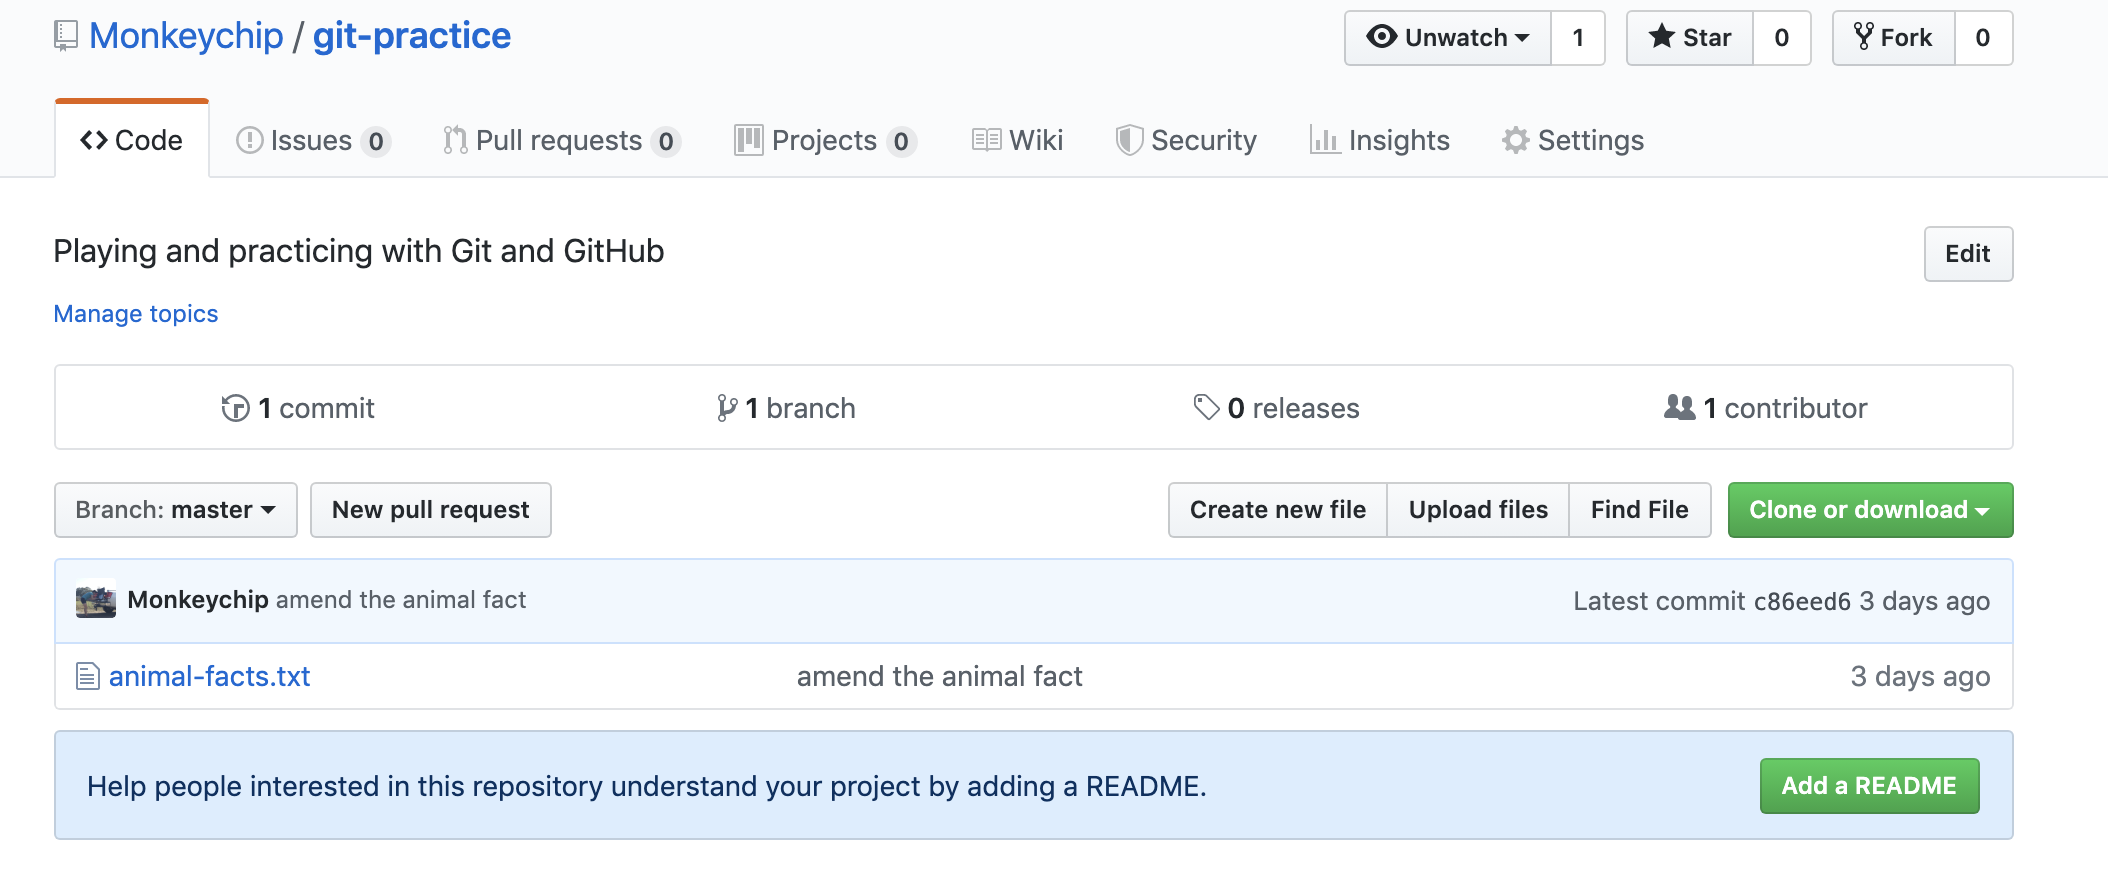 Monkeychip / git-practice Unwatch 1 Star 0 Fork 0
Code Issues 0 Pull requests 0 Projects 0 Wiki Security Insights Settings
Playing and practicing with Git and GitHub Edit
Manage topics
1 commit 1 branch 0 releases 1 contributor
Branch: master New pull request Create new file Upload files Find File Clone or download
Monkeychip amend the animal fact Latest commit c86eed6 3 days ago
animal-facts.txt amend the animal fact 3 days ago
Help people interested in this repository understand your project by adding a README. Add a README